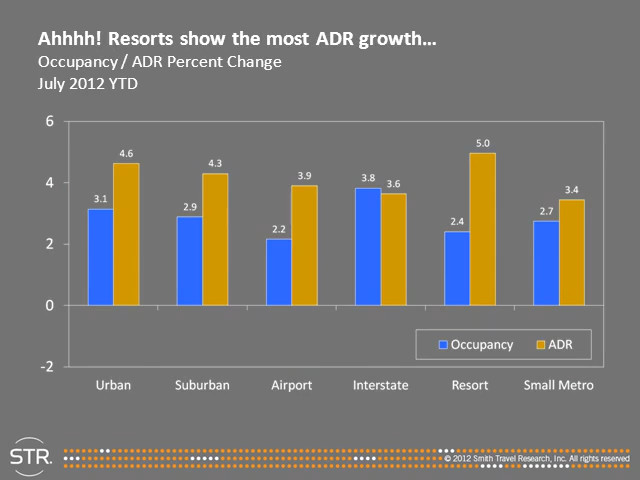 Ahhhh! Resorts show the most ADR growth…
Occupancy / ADR Percent Change
July 2012 YTD
6
4
2
0
-2
3.1
4.6
2.9
4.3
2.2
3.9
3.8
3.6
2.4
5.0
2.7
3.4
Occupancy
ADR
Urban
Suburban
Airport
Interstate
Resort
Small Metro
STR.
© 2012 Smith Travel Research, Inc. All rights reserved